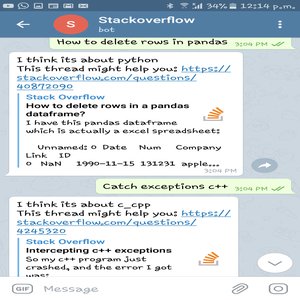 34% 12:14 p.m.
S
Stackoverflow
bot
How to delete rows in pandas
3:04 PM
I think its about python
This thread might help you: https://
stackoverflow.com/questions/
40872090
Stack Overflow
How to delete rows in a pandas
dataframe?
I have this pandas dataframe
which is actually a excel spreadsheet:
Unnamed: 0 Date Num Company
Link ID
0 NaN 1990-11-15 131231 apple...
3:04 PM
Catch exceptions c++
3:04 PM
I think its about c_cpp
This thread might help you: https://
stackoverflow.com/questions/
4245320
Stack Overflow
Intercepting c++ exceptions
So my c++ program just
crashed, and the error I got
was:
GIF
Message